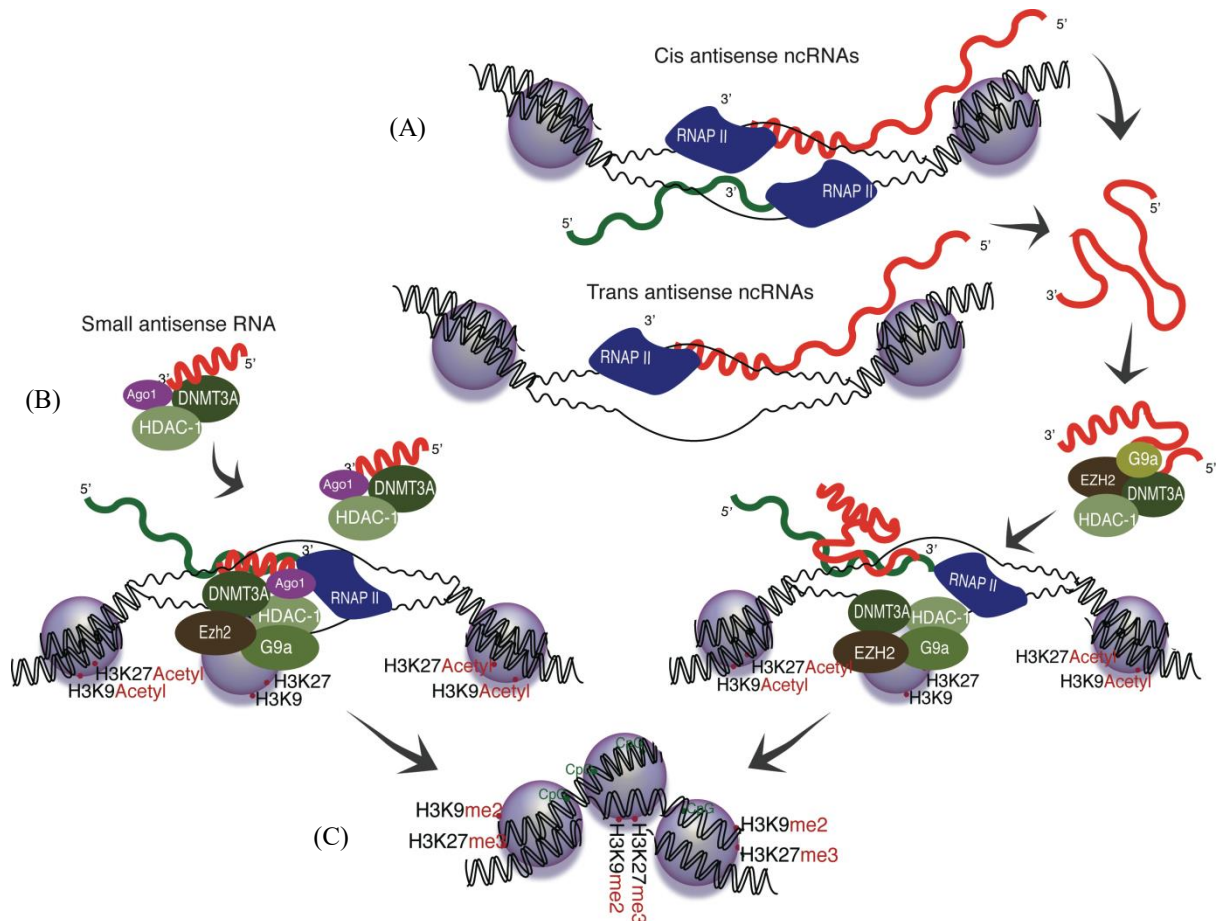 5'
Cis antisense ncRNAs
3'
(A)
RNAP II
RNAP II
3'
5'
5'
5'
Trans antisense ncRNAs
3'
3'
RNAP II
Small antisense RNA
3'
5'
Ago1
DNMT3A
HDAC-1
(B)
3'
5'
G9a
EZH2
DNMT3A
HDAC-1
3'
5'
Ago1
DNMT3A
HDAC-1
5'
3'
DNMT3A
Ago1
RNAP II
HDAC-1
Ezh2
G9a
H3K27Acetyl
H3K9Acetyl
H3K27
H3K9
H3K27Acetyl
H3K9Acetyl
5'
3'
RNAP II
DNMT3A
HDAC-1
EZH2
G9a
H3K27Acetyl
H3K9Acetyl
H3K27
H3K9
H3K27Acetyl
H3K9Acetyl
CpG
CpG
CpG
CpG
H3K9me2
H3K27me3
H3K9me2
H3K27me3
H3K9me2
H3K27me3
(C)